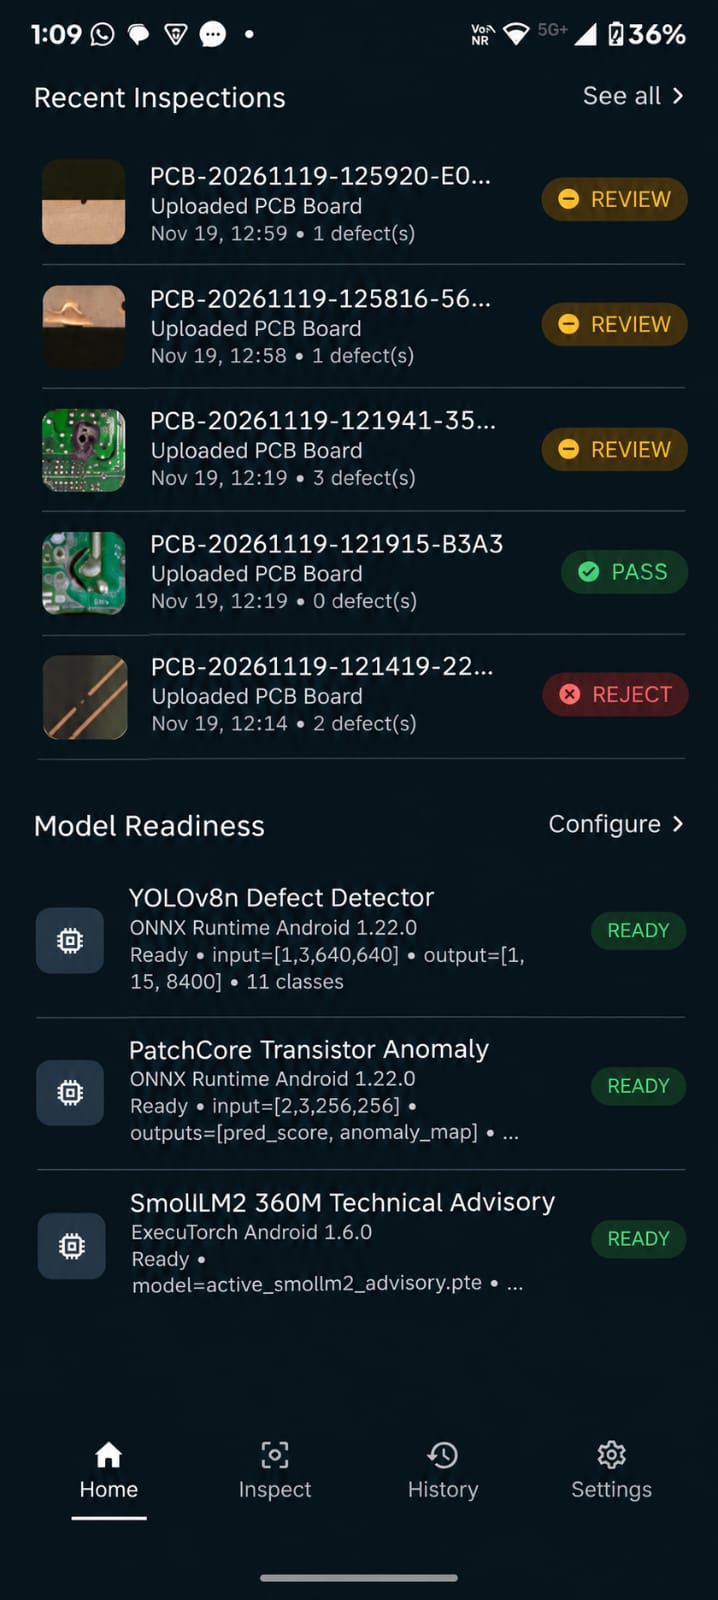 1:09
Vo NR 5G+ 36%
Recent Inspections
See all
PCB-20261119-125920-E0...
Uploaded PCB Board
Nov 19, 12:59 • 1 defect(s)
REVIEW
PCB-20261119-125816-56...
Uploaded PCB Board
Nov 19, 12:58 • 1 defect(s)
REVIEW
PCB-20261119-121941-35...
Uploaded PCB Board
Nov 19, 12:19 • 3 defect(s)
REVIEW
PCB-20261119-121915-B3A3
Uploaded PCB Board
Nov 19, 12:19 • 0 defect(s)
PASS
PCB-20261119-121419-22...
Uploaded PCB Board
Nov 19, 12:14 • 2 defect(s)
REJECT
Model Readiness
Configure
YOLOv8n Defect Detector
ONNX Runtime Android 1.22.0
Ready • input=[1,3,640,640] • output=[1,
15, 8400] • 11 classes
READY
PatchCore Transistor Anomaly
ONNX Runtime Android 1.22.0
Ready • input=[2,3,256,256] •
outputs=[pred_score, anomaly_map] • ...
READY
SmolILM2 360M Technical Advisory
ExecuTorch Android 1.6.0
Ready •
model=active_smollm2_advisory.pte • ...
READY
Home
Inspect
History
Settings